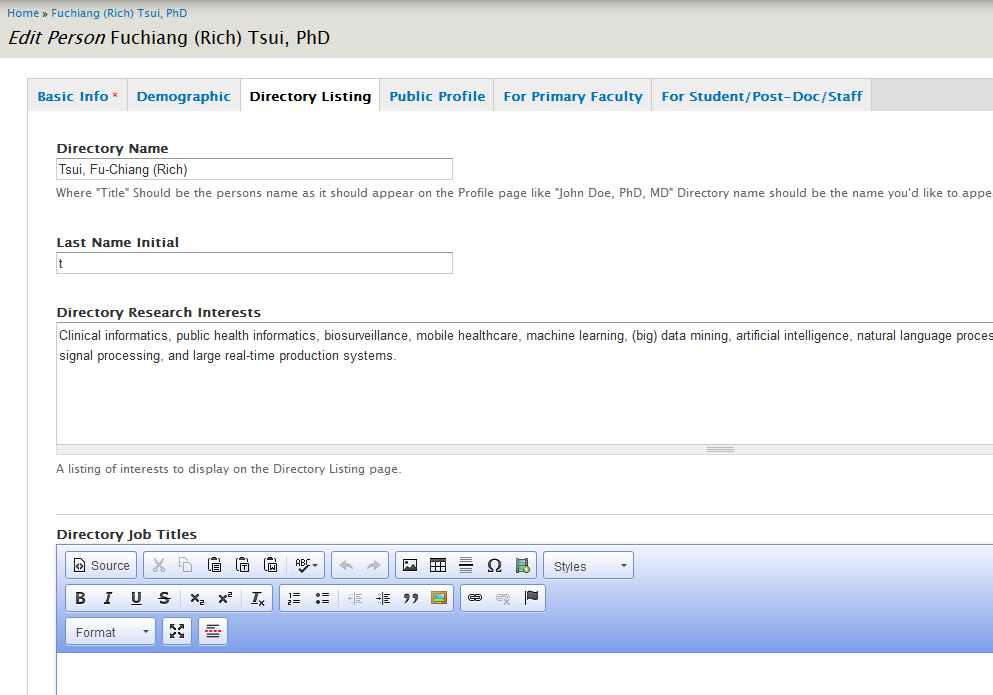 Home » Fuchiang (Rich) Tsui, PhD
Edit Person Fuchiang (Rich) Tsui, PhD
Basic Info * Demographic Directory Listing Public Profile For Primary Faculty For Student/Post-Doc/Staff
Directory Name
Tsui, Fu-Chiang (Rich)
Where "Title" Should be the persons name as it should appear on the Profile page like "John Doe, PhD, MD" Directory name should be the name you'd like to appe
Last Name Initial
t
Directory Research Interests
Clinical informatics, public health informatics, biosurveillance, mobile healthcare, machine learning, (big) data mining, artificial intelligence, natural language proces
signal processing, and large real-time production systems.
A listing of interests to display on the Directory Listing page.
Directory Job Titles
Source ABC Ω Styles
B I U S x₂ x² Tx
Format